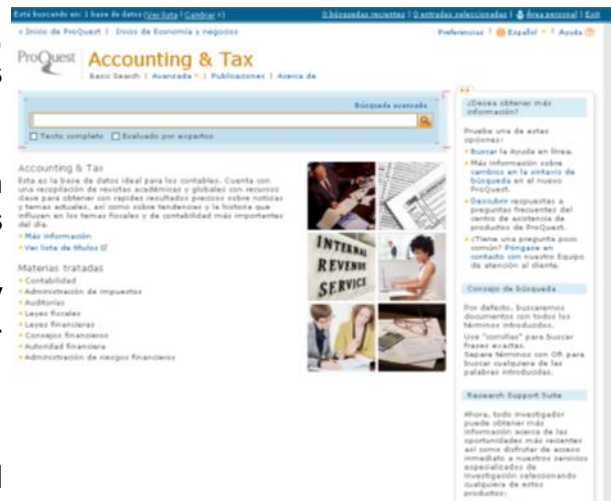 Está buscando en: 1 base de datos (Ver lista | Cambiar »)
0 búsquedas recientes | 0 entradas seleccionadas | Área personal | Exit
« Inicio de ProQuest | Inicio de Economía y negocios
Preferencias | Español | Ayuda
ProQuest
Accounting & Tax
Basic Search | Avanzada | Publicaciones | Acerca de
Búsqueda avanzada
Texto completo Evaluado por expertos
Accounting & Tax
Esta es la base de datos ideal para los contables. Cuenta con
una recopilación de revistas académicas y globales con recursos
clave para obtener con rapidez resultados precisos sobre noticias
y temas actuales, así como sobre tendencias y la historia que
influyen en los temas fiscales y de contabilidad más importantes
del día.
Más información
Ver lista de títulos
Materias tratadas
Contabilidad
Administración de impuestos
Auditorías
Leyes fiscales
Leyes financieras
Consejos financieros
Autoridad financiera
Administración de riesgos financieros
INTERNAL
REVENUE
SERVICE
¿Desea obtener más
información?
Pruebe una de estas
opciones:
Buscar la Ayuda en línea.
Más información sobre
cambios en la sintaxis de
búsqueda en el nuevo
ProQuest.
Descubrir respuestas a
preguntas frecuentes del
centro de asistencia de
productos de ProQuest.
¿Tiene una pregunta poco
común? Póngase en
contacto con nuestro Equipo
de atención al cliente.
Consejo de búsqueda
Por defecto, buscaremos
documentos con todos los
términos introducidos.
Use "comillas" para buscar
frases exactas.
Separe términos con OR para
buscar cualquiera de las
palabras introducidas.
Research Support Suite
Ahora, todo investigador
puede obtener más
información acerca de las
oportunidades más recientes
así como disfrutar de acceso
inmediato a nuestros servicios
especializados de
investigación seleccionando
cualquiera de estos
productos: